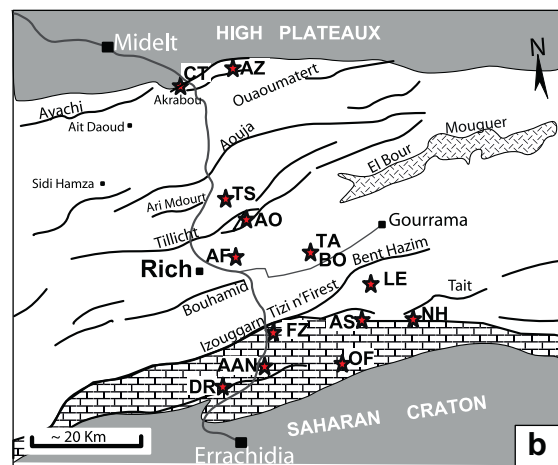 HIGH PLATEAUX
Midelt
N
CT
AZ
Akrabou
Ouaoumatert
Ayachi
Ait Daoud
Aouja
Mouguer
El Bour
Sidi Hamza
TS
Ari Mdourt
AO
Gourrama
Tillicht
TA
AF
BO
Bent Hazim
Rich
LE
Bouhamid
Tizi n'Firest
Tait
Izouggarn
FZ
AS
NH
AAN
OF
DR
SAHARAN CRATON
~ 20 Km
Errachidia
b